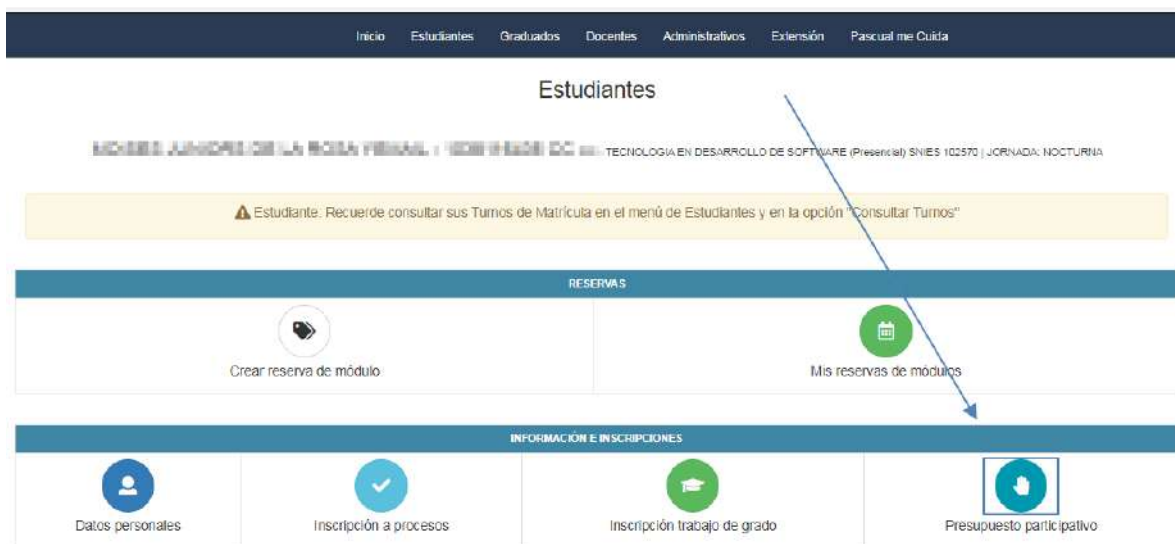 Inicio Estudiantes Graduados Docentes Administrativos Extensión Pascual me Cuida
Estudiantes
TECNOLOGIA EN DESARROLLO DE SOFTWARE (Presencial) SNIES 102570 | JORNADA: NOCTURNA
Estudiante. Recuerde consultar sus Turnos de Matrícula en el menú de Estudiantes y en la opción "Consultar Turnos"
RESERVAS
Crear reserva de módulo Mis reservas de módulos
INFORMACIÓN E INSCRIPCIONES
Datos personales Inscripción a procesos Inscripción trabajo de grado Presupuesto participativo